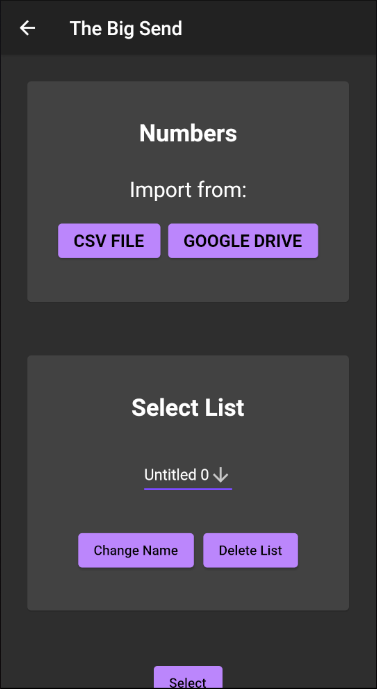 The Big Send
Numbers
Import from:
CSV FILE GOOGLE DRIVE
Select List
Untitled 0
Change Name Delete List
Select